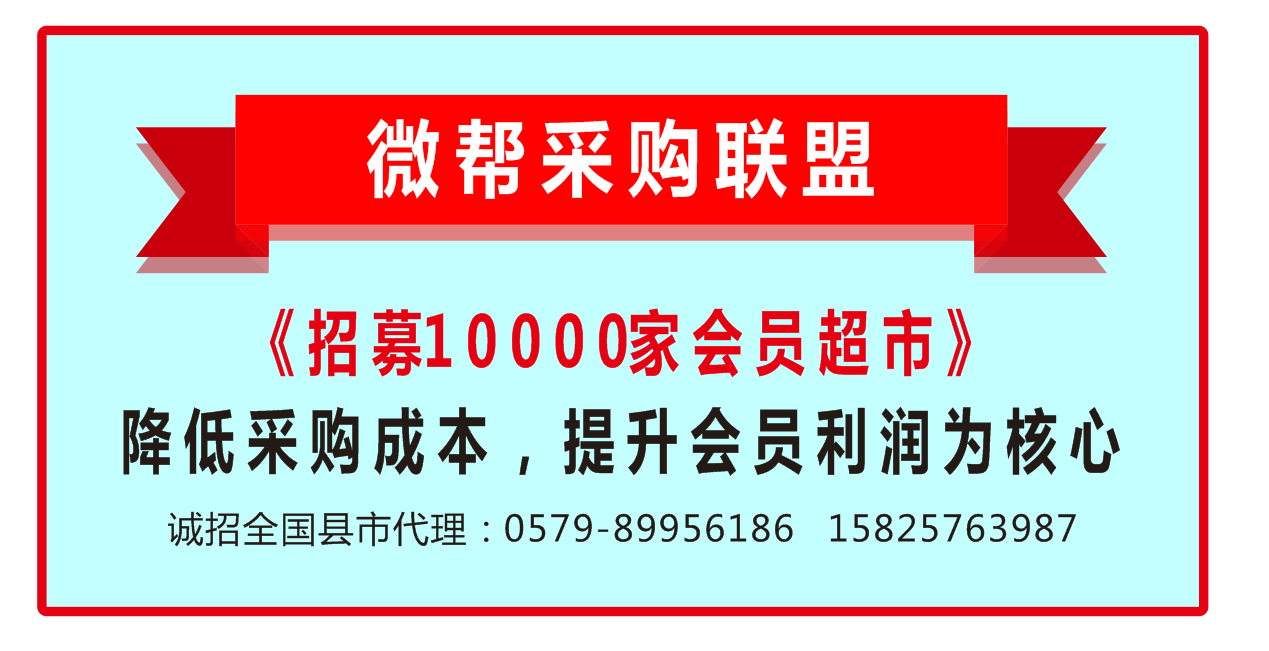 微帮采购联盟
《招募10000家会员超市》
降低采购成本，提升会员利润为核心
诚招全国县市代理：0579-89956186 15825763987